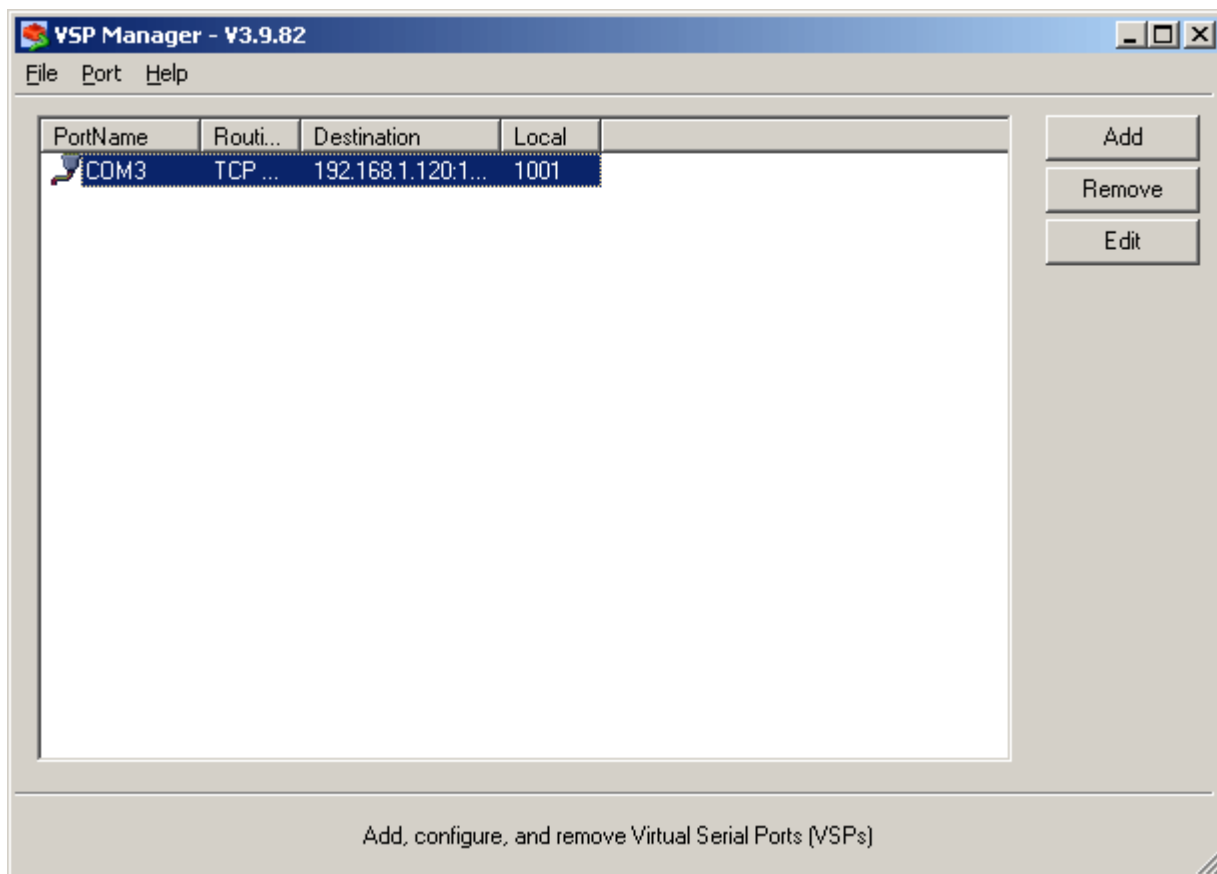 VSP Manager - V3.9.82
File Port Help
PortName Routi... Destination Local
COM3 TCP ... 192.168.1.120:1... 1001
Add
Remove
Edit
Add, configure, and remove Virtual Serial Ports (VSPs)